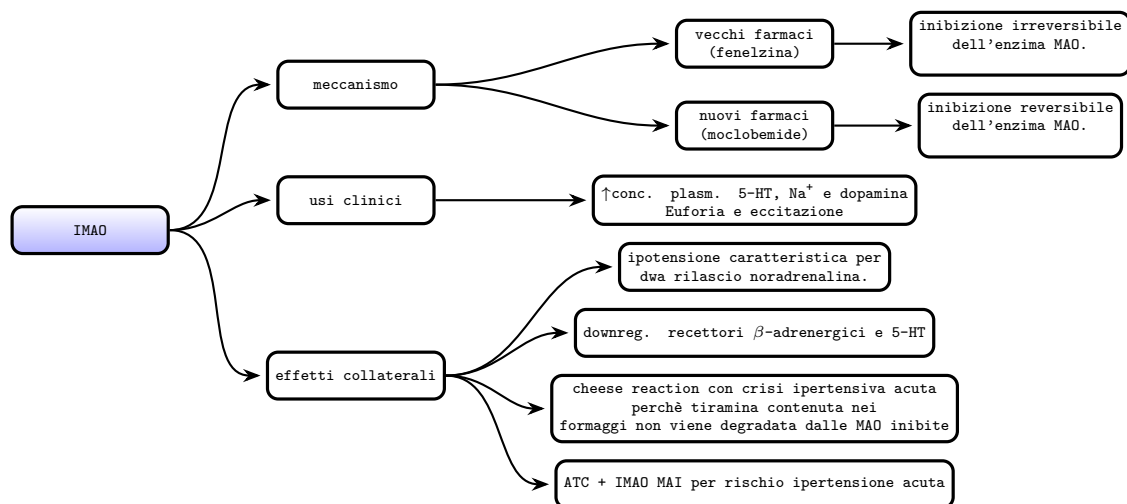 IMAO
meccanismo
vecchi farmaci
(fenelzina)
inibizione irreversibile
dell'enzima MAO.
nuovi farmaci
(moclobemide)
inibizione reversibile
dell'enzima MAO.
usi clinici
↑conc. plasm. 5-HT, Na⁺ e dopamina
Euforia e eccitazione
effetti collaterali
ipotensione caratteristica per
dwa rilascio noradrenalina.
downreg. recettori β-adrenergici e 5-HT
cheese reaction con crisi ipertensiva acuta
perchè tiramina contenuta nei
formaggi non viene degradata dalle MAO inibite
ATC + IMAO MAI per rischio ipertensione acuta